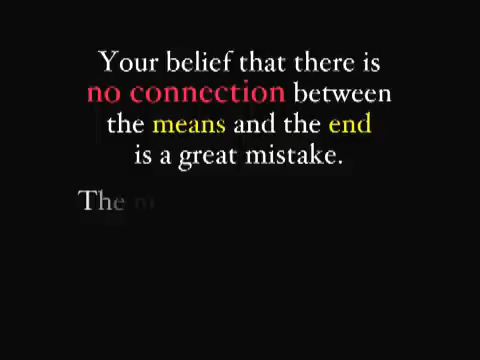 Your belief that there is
no connection between
the means and the end
is a great mistake.
The